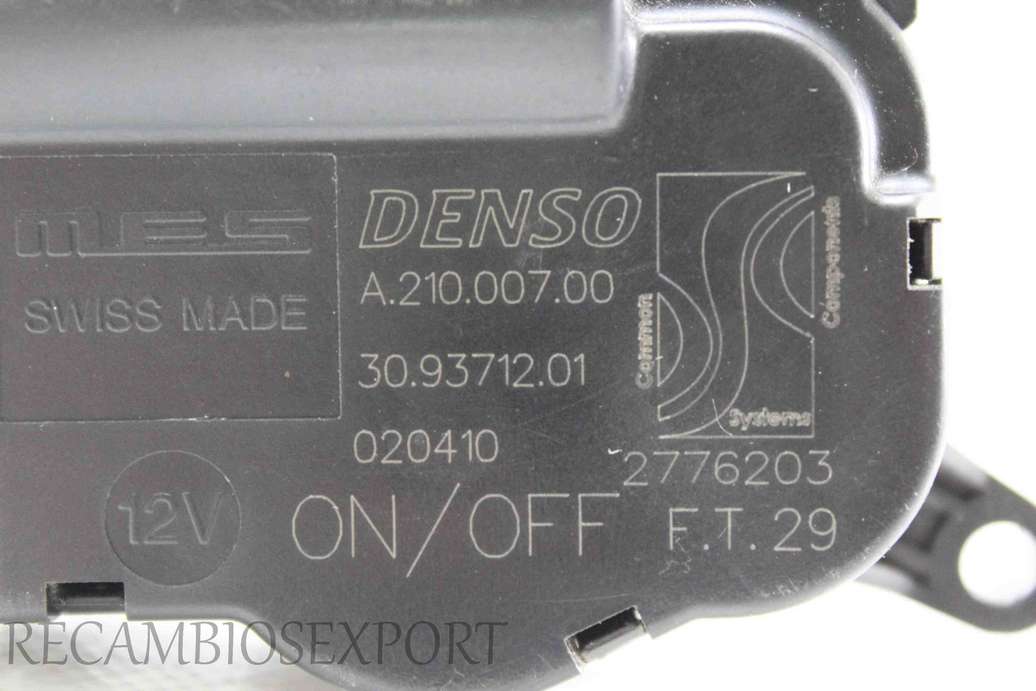 MES
SWISS MADE
DENSO
A.210.007.00
30.93712.01
020410
Common
Systems
Components
2776203
12V
ON/OFF
F.T.29
RECAMBIOSEXPORT